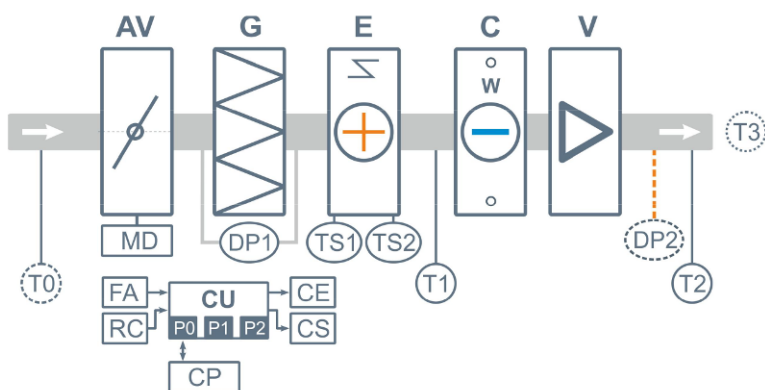 AV G E C V
W
T3
MD DP1 TS1 TS2 DP2
T0 T1 T2
FA CU CE
RC P0 P1 P2 CS
CP